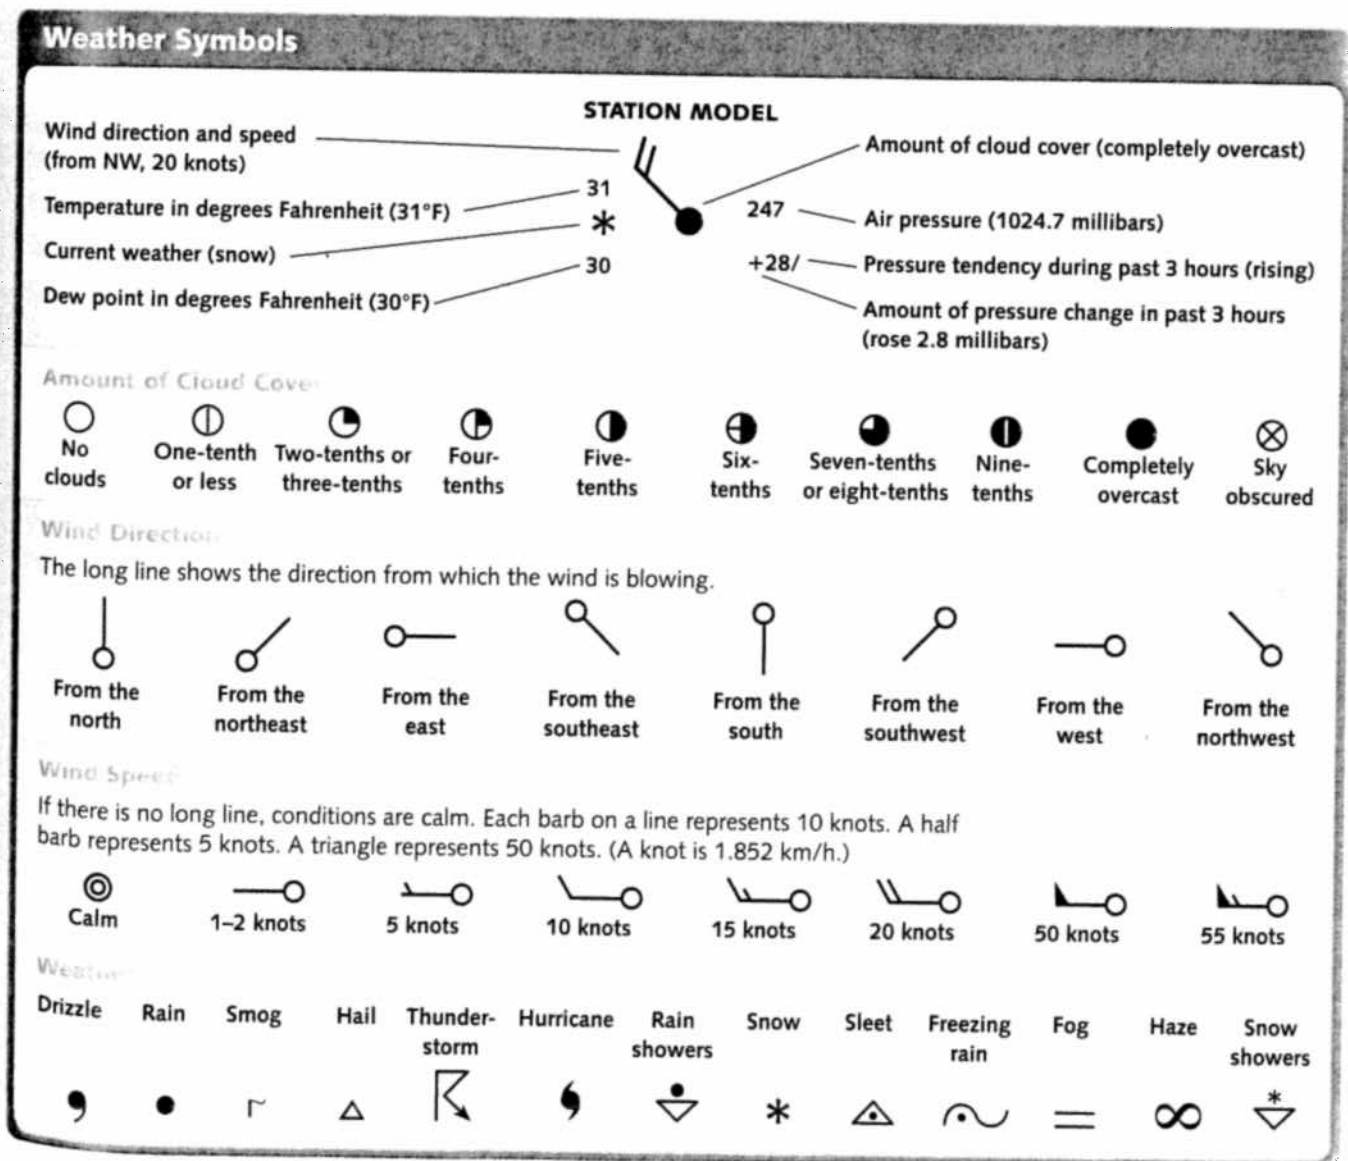 Weather Symbols
STATION MODEL
Wind direction and speed
(from NW, 20 knots)
Temperature in degrees Fahrenheit (31°F)
Current weather (snow)
Dew point in degrees Fahrenheit (30°F)
31
30
247
+28/
Amount of cloud cover (completely overcast)
Air pressure (1024.7 millibars)
Pressure tendency during past 3 hours (rising)
Amount of pressure change in past 3 hours
(rose 2.8 millibars)
Amount of Cloud Cover
No
clouds
One-tenth
or less
Two-tenths or
three-tenths
Four-
tenths
Five-
tenths
Six-
tenths
Seven-tenths
or eight-tenths
Nine-
tenths
Completely
overcast
Sky
obscured
Wind Direction
The long line shows the direction from which the wind is blowing.
From the
north
From the
northeast
From the
east
From the
southeast
From the
south
From the
southwest
From the
west
From the
northwest
Wind Speed
If there is no long line, conditions are calm. Each barb on a line represents 10 knots. A half
barb represents 5 knots. A triangle represents 50 knots. (A knot is 1.852 km/h.)
Calm
1–2 knots
5 knots
10 knots
15 knots
20 knots
50 knots
55 knots
Weather
Drizzle
Rain
Smog
Hail
Thunder-
storm
Hurricane
Rain
showers
Snow
Sleet
Freezing
rain
Fog
Haze
Snow
showers